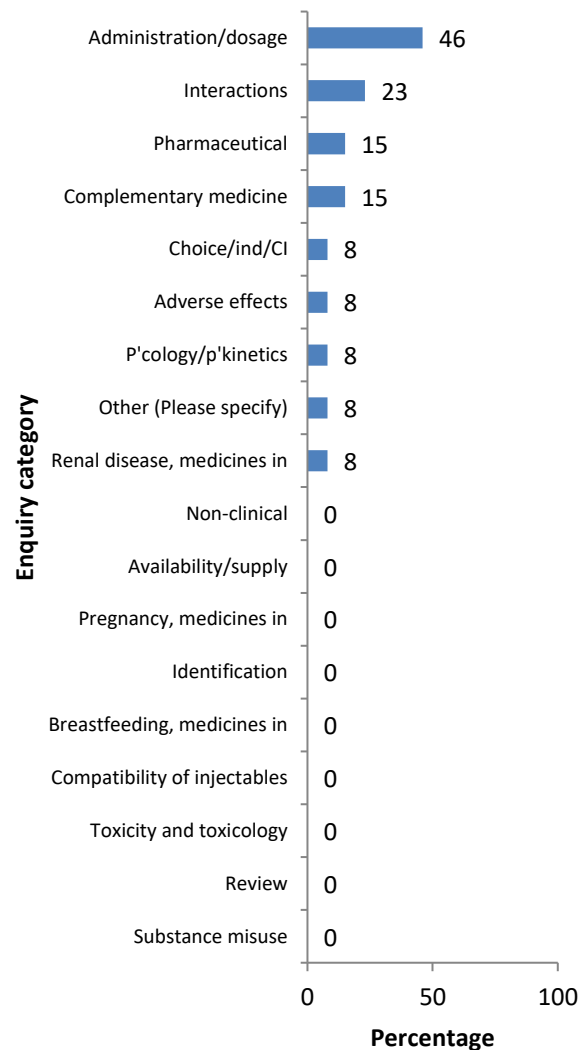 Administration/dosage 46
Interactions 23
Pharmaceutical 15
Complementary medicine 15
Choice/ind/CI 8
Adverse effects 8
P'cology/p'kinetics 8
Other (Please specify) 8
Renal disease, medicines in 8
Non-clinical 0
Availability/supply 0
Pregnancy, medicines in 0
Identification 0
Breastfeeding, medicines in 0
Compatibility of injectables 0
Toxicity and toxicology 0
Review 0
Substance misuse 0
Enquiry category
0 50 100
Percentage